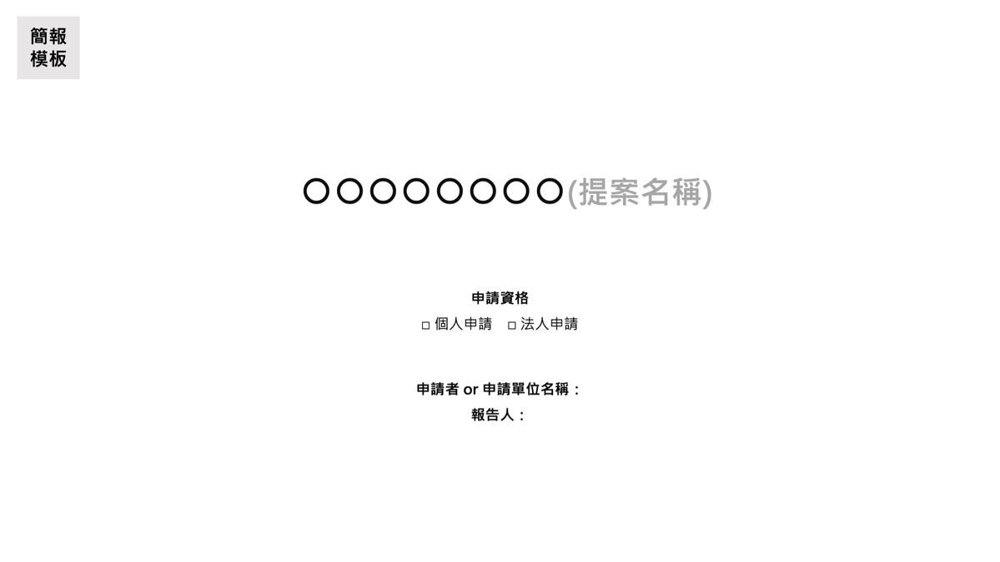 簡報
模板
○○○○○○○○(提案名稱)
申請資格
□ 個人申請 □ 法人申請
申請者 or 申請單位名稱：
報告人：